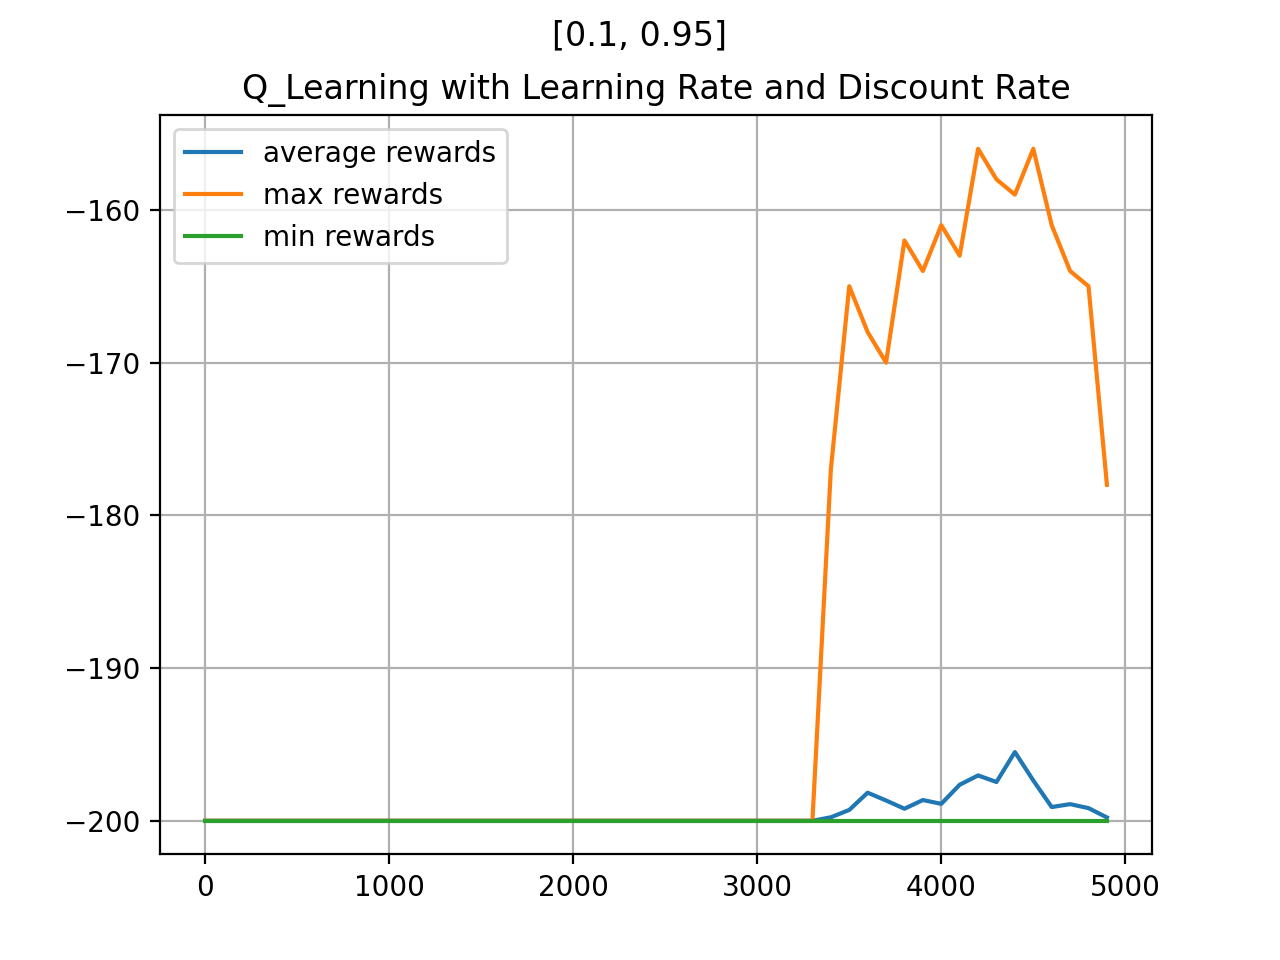 [0.1, 0.95]
Q_Learning with Learning Rate and Discount Rate
average rewards
max rewards
min rewards
−160
−170
−180
−190
−200
0 1000 2000 3000 4000 5000